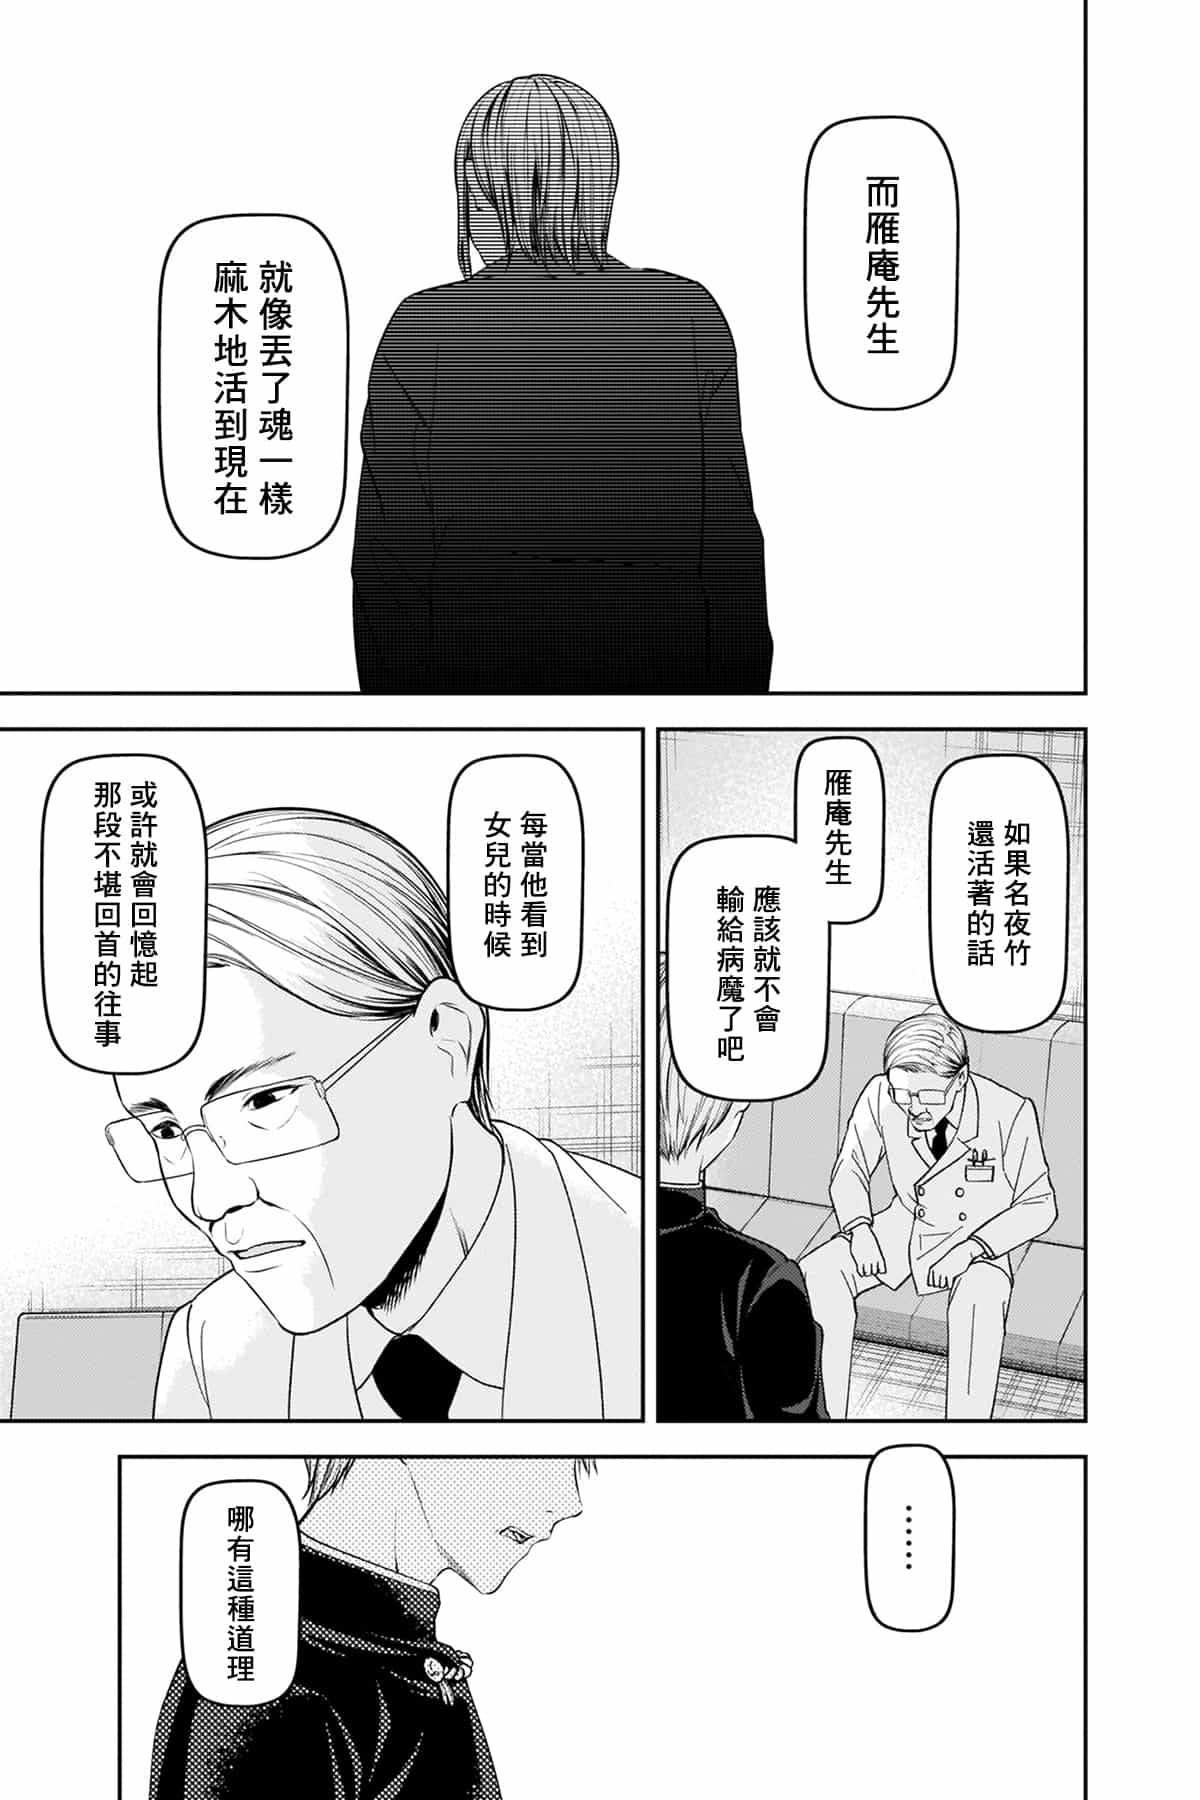 而雁庵先生
就像丟了魂一樣
麻木地活到現在
如果名夜竹
還活著的話
雁庵先生
應該就不會
輸給病魔了吧
每當他看到
女兒的時候
或許就會回憶起
那段不堪回首的往事
……
哪有這種道理